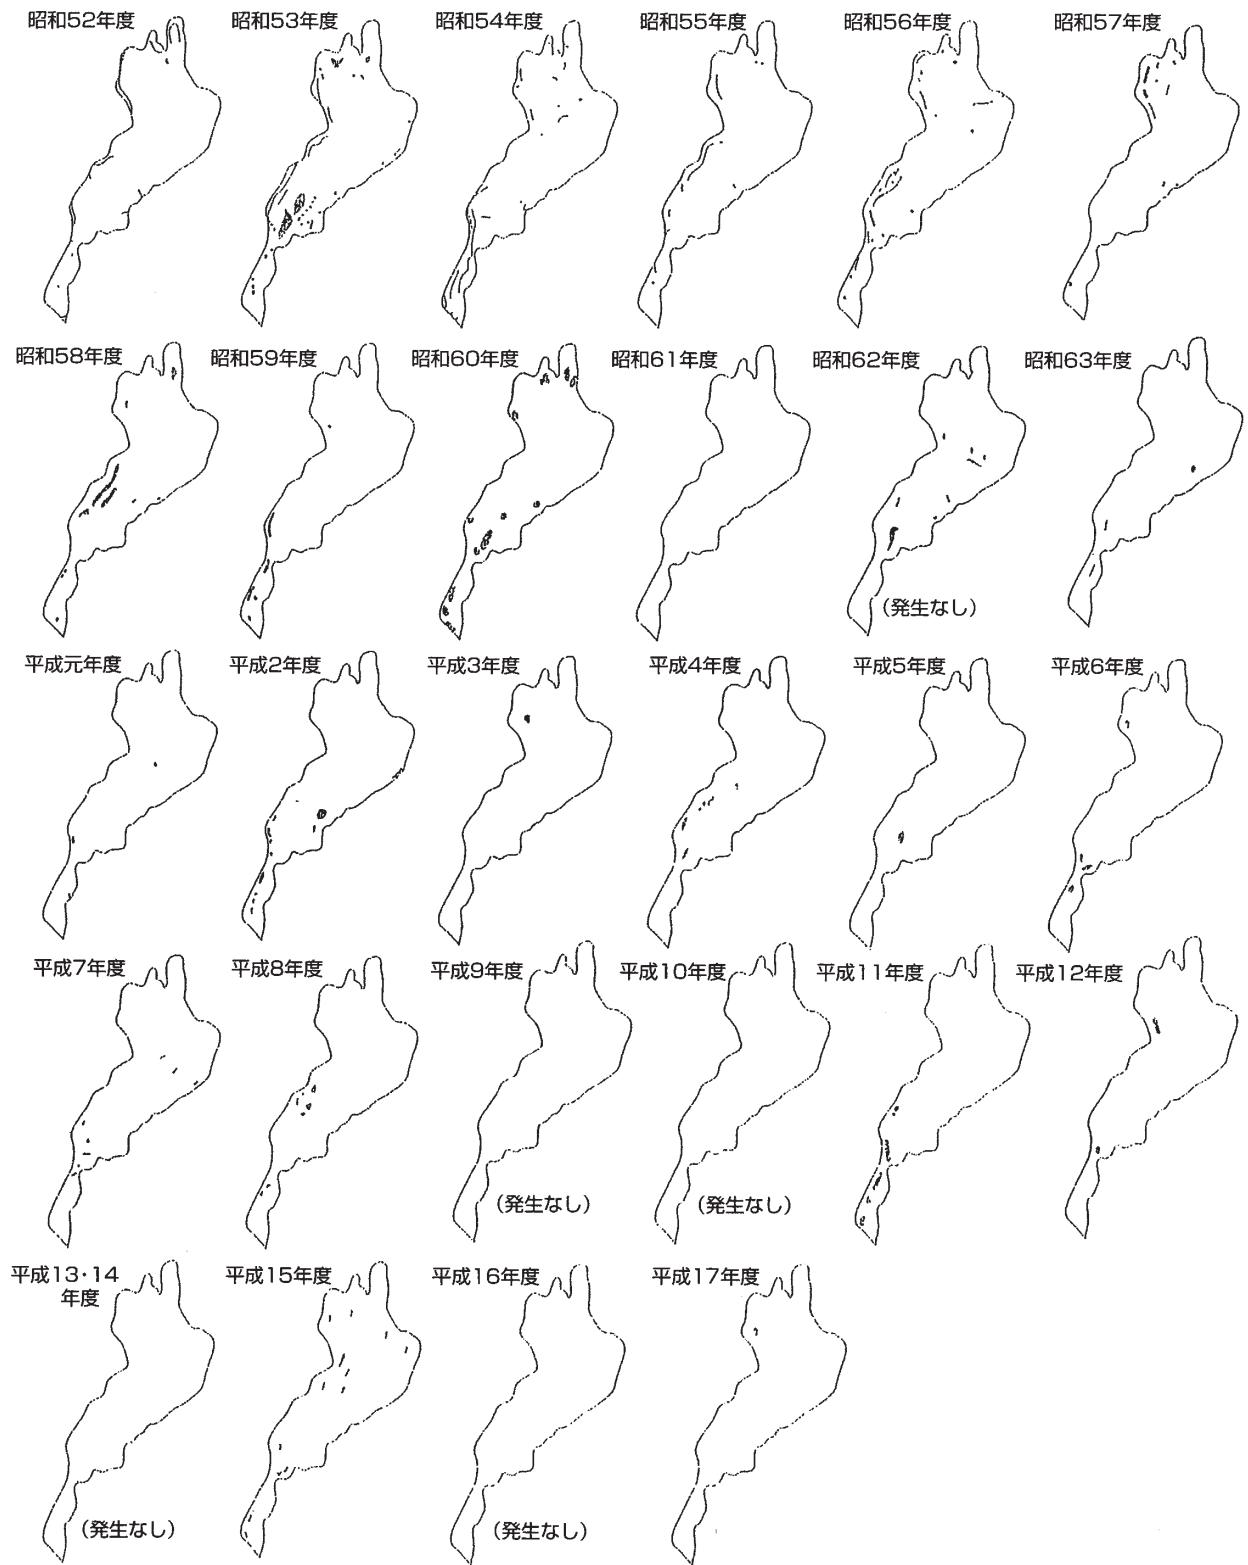 昭和52年度
昭和53年度
昭和54年度
昭和55年度
昭和56年度
昭和57年度
昭和58年度
昭和59年度
昭和60年度
昭和61年度
昭和62年度
昭和63年度
(発生なし)
平成元年度
平成2年度
平成3年度
平成4年度
平成5年度
平成6年度
平成7年度
平成8年度
平成9年度
平成10年度
平成11年度
平成12年度
(発生なし)
(発生なし)
平成13・14
年度
平成15年度
平成16年度
平成17年度
(発生なし)
(発生なし)